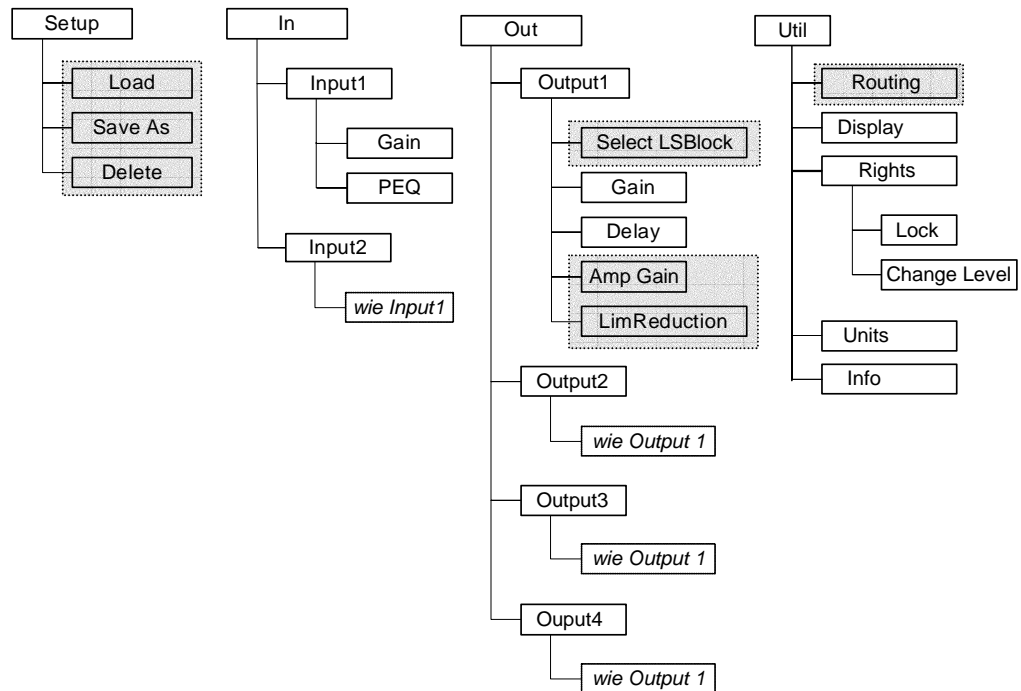 Setup
Load
Save As
Delete
In
Input1
Gain
PEQ
Input2
wie Input1
Out
Output1
Select LSBlock
Gain
Delay
Amp Gain
LimReduction
Output2
wie Output 1
Output3
wie Output 1
Ouput4
wie Output 1
Util
Routing
Display
Rights
Lock
Change Level
Units
Info